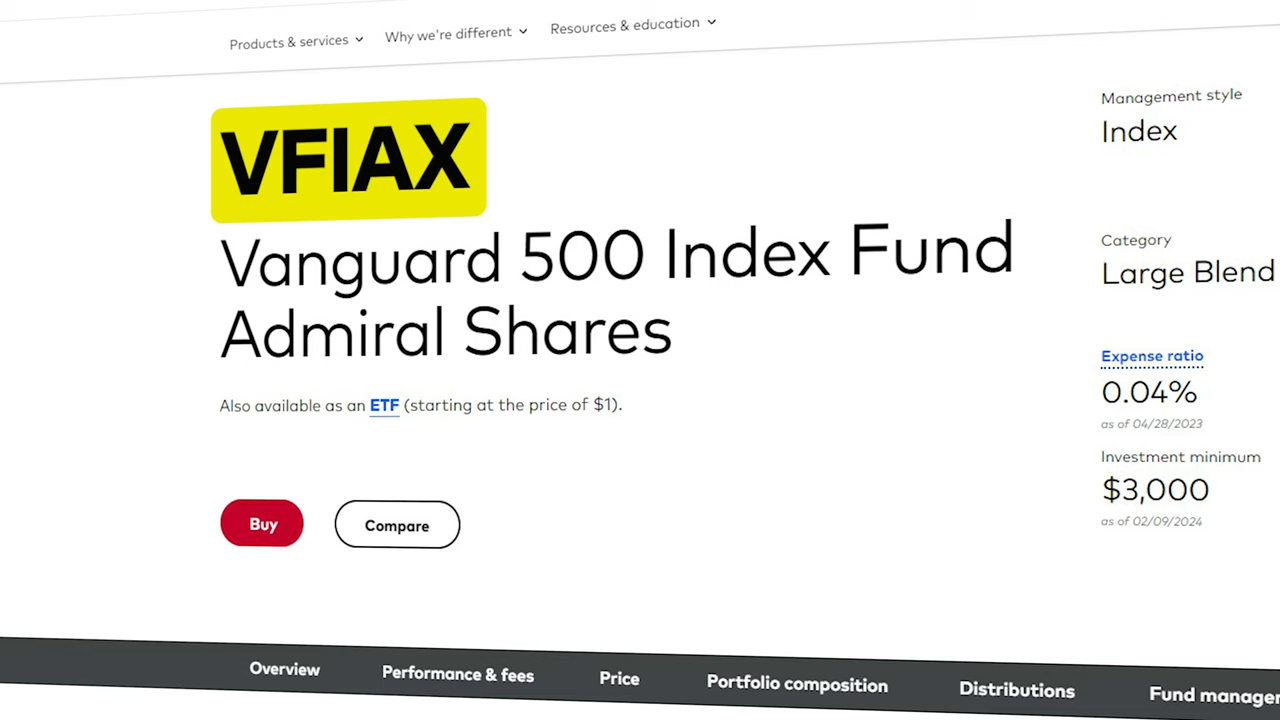 Products & services
Why we're different
Resources & education
VFIAX
Vanguard 500 Index Fund
Admiral Shares
Also available as an ETF (starting at the price of $1).
Buy
Compare
Management style
Index
Category
Large Blend
Expense ratio
0.04%
as of 04/28/2023
Investment minimum
$3,000
as of 02/09/2024
Overview
Performance & fees
Price
Portfolio composition
Distributions
Fund